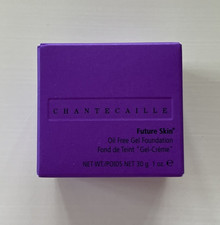 CHANTECAILLE
Future Skin®
Oil Free Gel Foundation
Fond de Teint "Gel-Crème"
NET WT./POIDS NET 30 g 1 oz. ℮